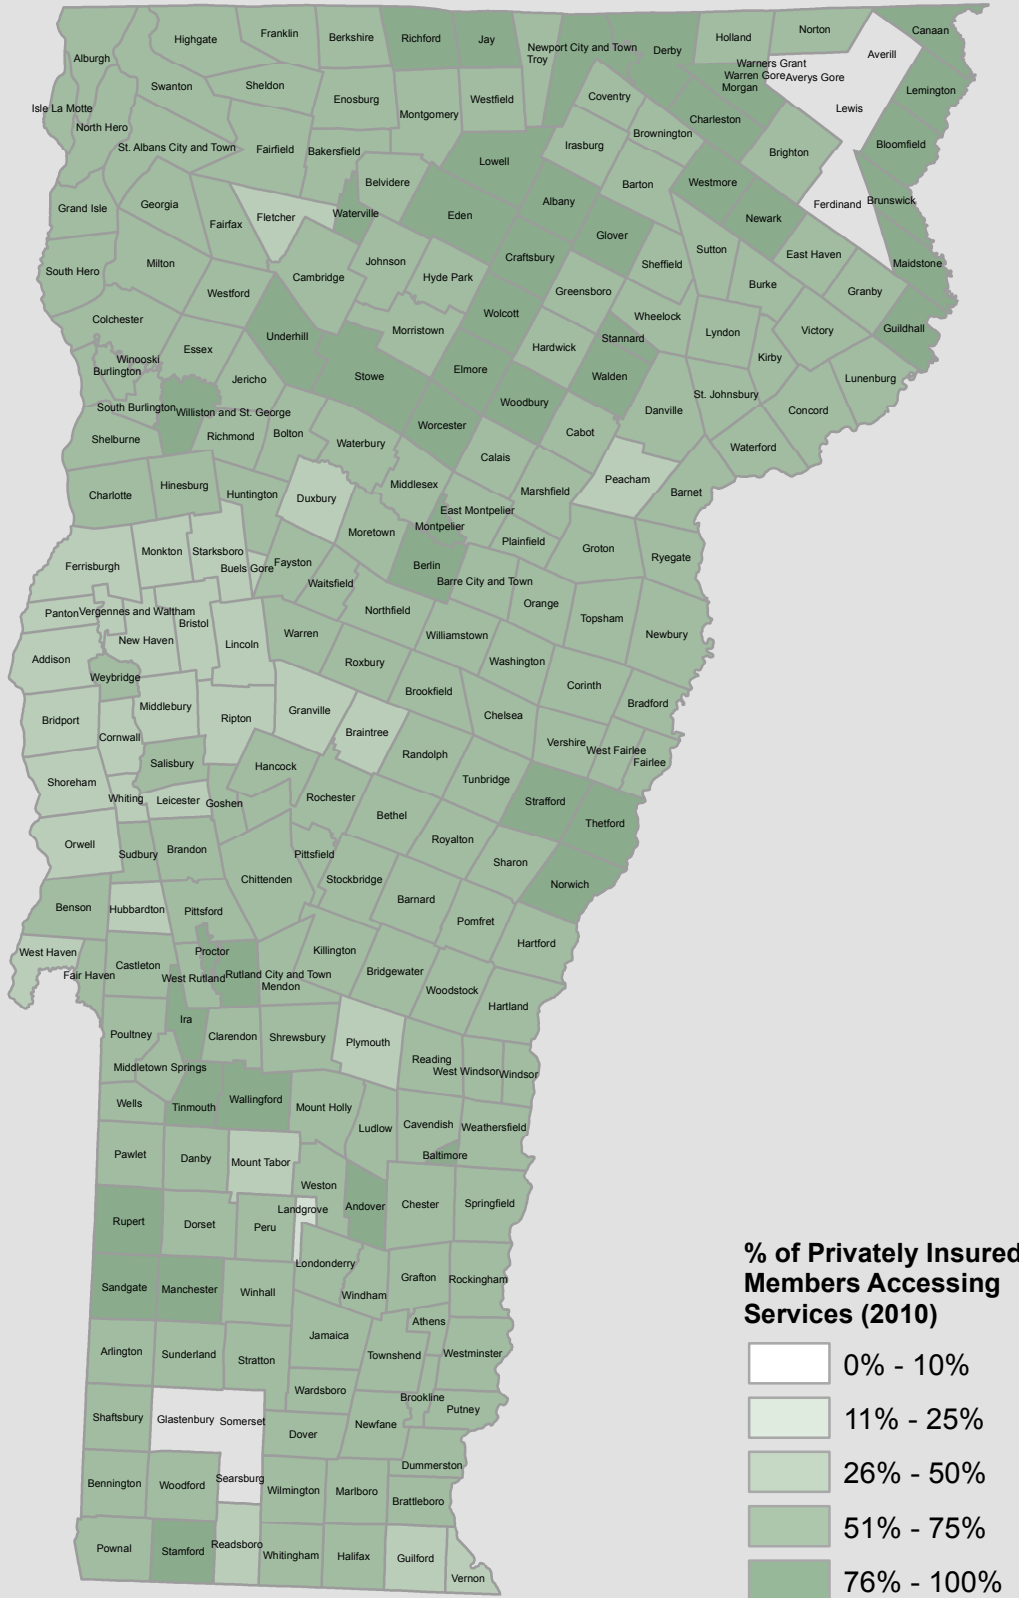 Highgate
Franklin
Berkshire
Richford
Jay
Newport City and Town
Troy
Derby
Holland
Norton
Canaan
Averill
Alburgh
Swanton
Sheldon
Enosburg
Montgomery
Westfield
Coventry
Warners Grant
Warren Gore
Averys Gore
Morgan
Lemington
Lewis
Isle La Motte
North Hero
St. Albans City and Town
Fairfield
Bakersfield
Lowell
Irasburg
Brownington
Charleston
Brighton
Bloomfield
Belvidere
Barton
Westmore
Grand Isle
Georgia
Fairfax
Fletcher
Waterville
Eden
Albany
Newark
Ferdinand
Brunswick
Glover
South Hero
Milton
Westford
Cambridge
Johnson
Hyde Park
Craftsbury
Sheffield
Sutton
East Haven
Maidstone
Greensboro
Burke
Granby
Colchester
Underhill
Morristown
Wolcott
Wheelock
Lyndon
Victory
Guildhall
Winooski
Burlington
Essex
Jericho
Stowe
Elmore
Hardwick
Stannard
Walden
Kirby
Lunenburg
South Burlington
Williston and St. George
Woodbury
Danville
St. Johnsbury
Concord
Shelburne
Richmond
Bolton
Waterbury
Worcester
Cabot
Waterford
Calais
Charlotte
Hinesburg
Huntington
Duxbury
Middlesex
Marshfield
Peacham
Barnet
East Montpelier
Montpelier
Moretown
Plainfield
Groton
Ryegate
Ferrisburgh
Monkton
Starksboro
Buels Gore
Fayston
Waitsfield
Berlin
Barre City and Town
Panton
Vergennes and Waltham
Bristol
Northfield
Orange
Topsham
New Haven
Lincoln
Warren
Williamstown
Newbury
Addison
Weybridge
Roxbury
Washington
Middlebury
Brookfield
Corinth
Bradford
Bridport
Cornwall
Ripton
Granville
Braintree
Chelsea
Vershire
West Fairlee
Fairlee
Salisbury
Hancock
Randolph
Tunbridge
Shoreham
Whiting
Leicester
Goshen
Rochester
Bethel
Strafford
Thetford
Orwell
Sudbury
Brandon
Pittsfield
Royalton
Sharon
Chittenden
Stockbridge
Norwich
Benson
Hubbardton
Pittsford
Barnard
Pomfret
West Haven
Fair Haven
Castleton
Proctor
West Rutland
Rutland City and Town
Mendon
Killington
Bridgewater
Hartford
Woodstock
Hartland
Poultney
Ira
Clarendon
Shrewsbury
Plymouth
Reading
West Windsor
Windsor
Middletown Springs
Wells
Tinmouth
Wallingford
Mount Holly
Ludlow
Cavendish
Weathersfield
Baltimore
Pawlet
Danby
Mount Tabor
Weston
Landgrove
Andover
Chester
Springfield
Rupert
Dorset
Peru
Londonderry
Windham
Grafton
Rockingham
Sandgate
Manchester
Winhall
Athens
Jamaica
Arlington
Sunderland
Stratton
Townshend
Westminster
Wardsboro
Brookline
Putney
Shaftsbury
Glastenbury
Somerset
Dover
Newfane
Dummerston
Bennington
Woodford
Searsburg
Wilmington
Marlboro
Brattleboro
Pownal
Stamford
Readsboro
Whitingham
Halifax
Guilford
Vernon
% of Privately Insured
Members Accessing
Services (2010)
0% - 10%
11% - 25%
26% - 50%
51% - 75%
76% - 100%